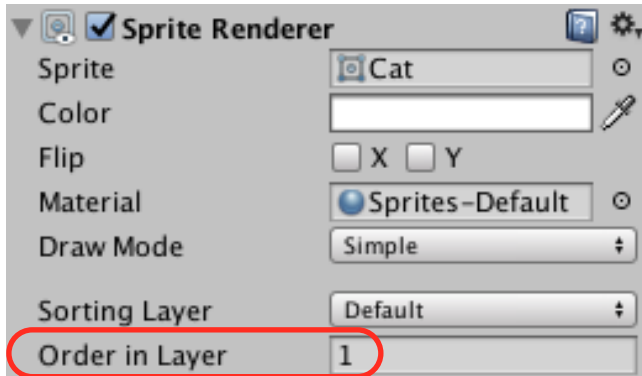 Sprite Renderer
Sprite Cat
Color
Flip X Y
Material Sprites-Default
Draw Mode Simple
Sorting Layer Default
Order in Layer 1